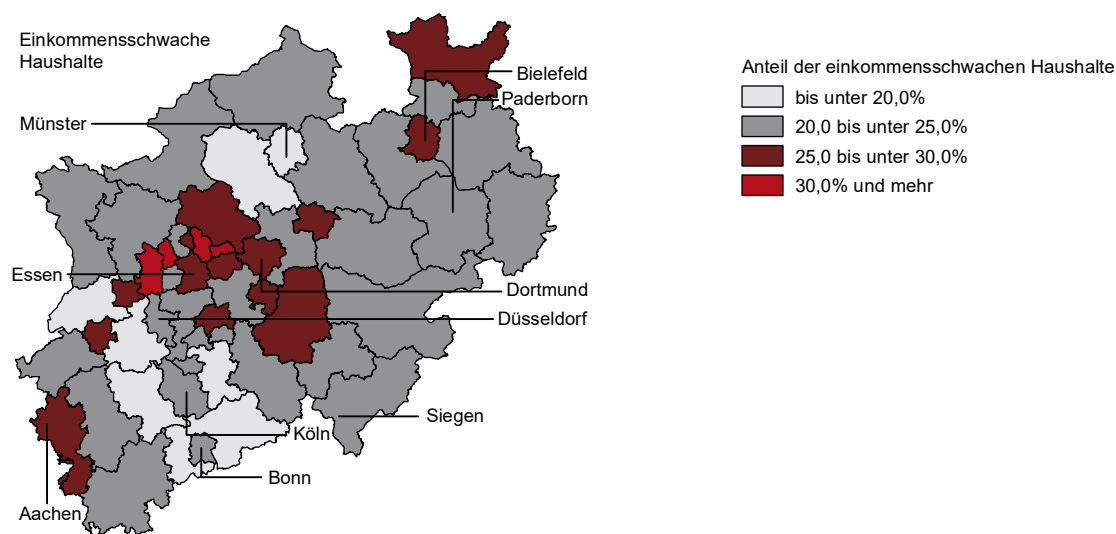 Einkommensschwache
Haushalte
Bielefeld
Paderborn
Münster
Essen
Dortmund
Düsseldorf
Siegen
Köln
Bonn
Aachen
Anteil der einkommensschwachen Haushalte
bis unter 20,0%
20,0 bis unter 25,0%
25,0 bis unter 30,0%
30,0% und mehr